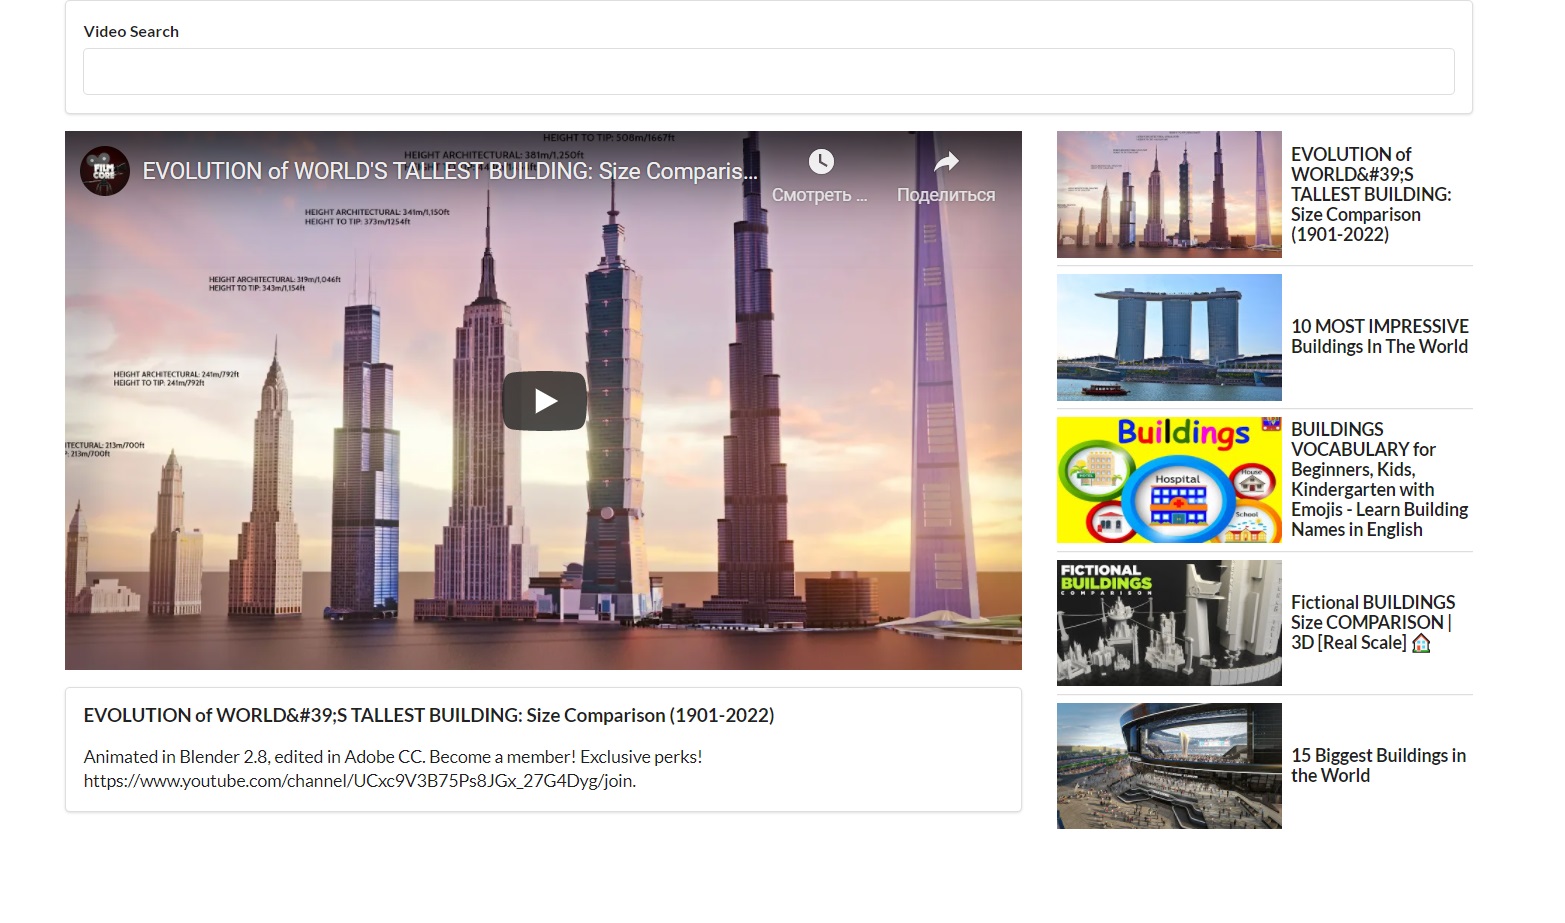 Video Search
HEIGHT TO TIP: 508m/1667ft
HEIGHT ARCHITECTURAL: 381m/1,250ft
FILM
CORE
EVOLUTION of WORLD'S TALLEST BUILDING: Size Comparis...
Смотреть ...
Поделиться
HEIGHT ARCHITECTURAL: 341m/1,150ft
HEIGHT TO TIP: 373m/1254ft
HEIGHT ARCHITECTURAL: 319m/1,046ft
HEIGHT TO TIP: 343m/1,154ft
HEIGHT ARCHITECTURAL: 241m/792ft
HEIGHT TO TIP: 241m/792ft
ITECTURAL: 213m/700ft
P: 213m/700ft
EVOLUTION of WORLD&#39;S TALLEST BUILDING: Size Comparison (1901-2022)
Animated in Blender 2.8, edited in Adobe CC. Become a member! Exclusive perks!
https://www.youtube.com/channel/UCxc9V3B75Ps8JGx_27G4Dyg/join.
EVOLUTION of
WORLD&#39;S
TALLEST BUILDING:
Size Comparison
(1901-2022)
10 MOST IMPRESSIVE
Buildings In The World
Buildings
Hospital
House
School
BUILDINGS
VOCABULARY for
Beginners, Kids,
Kindergarten with
Emojis - Learn Building
Names in English
FICTIONAL
BUILDINGS
COMPARISON
Fictional BUILDINGS
Size COMPARISON |
3D [Real Scale] 🏠
15 Biggest Buildings in
the World